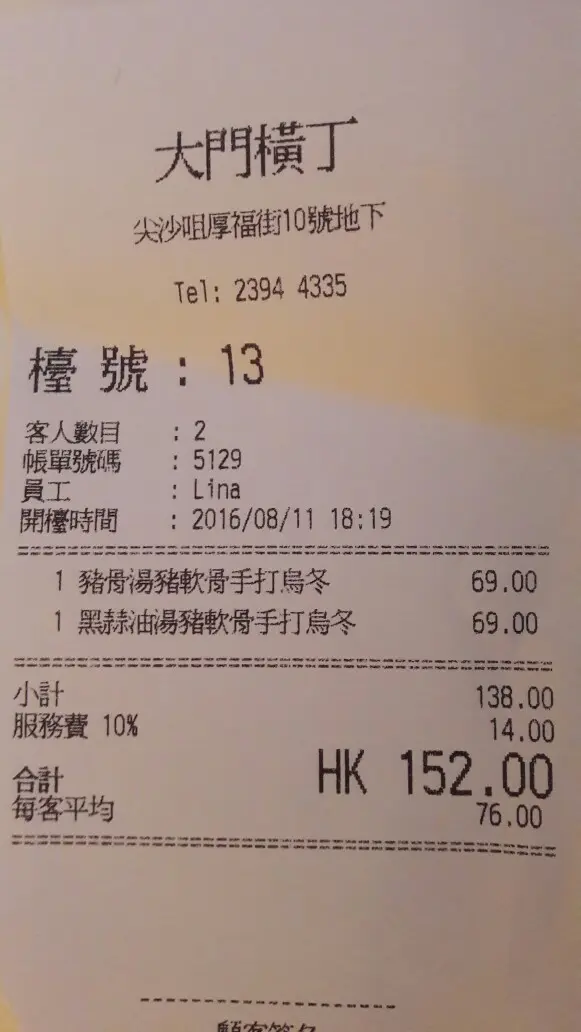 大門橫丁
尖沙咀厚福街10號地下
Tel: 2394 4335
檯號 : 13
客人數目 : 2
帳單號碼 : 5129
員工 : Lina
開檯時間 : 2016/08/11 18:19
1 豬骨湯豬軟骨手打烏冬 69.00
1 黑蒜油湯豬軟骨手打烏冬 69.00
小計 138.00
服務費 10% 14.00
合計 HK 152.00
每客平均 76.00
顧客簽名